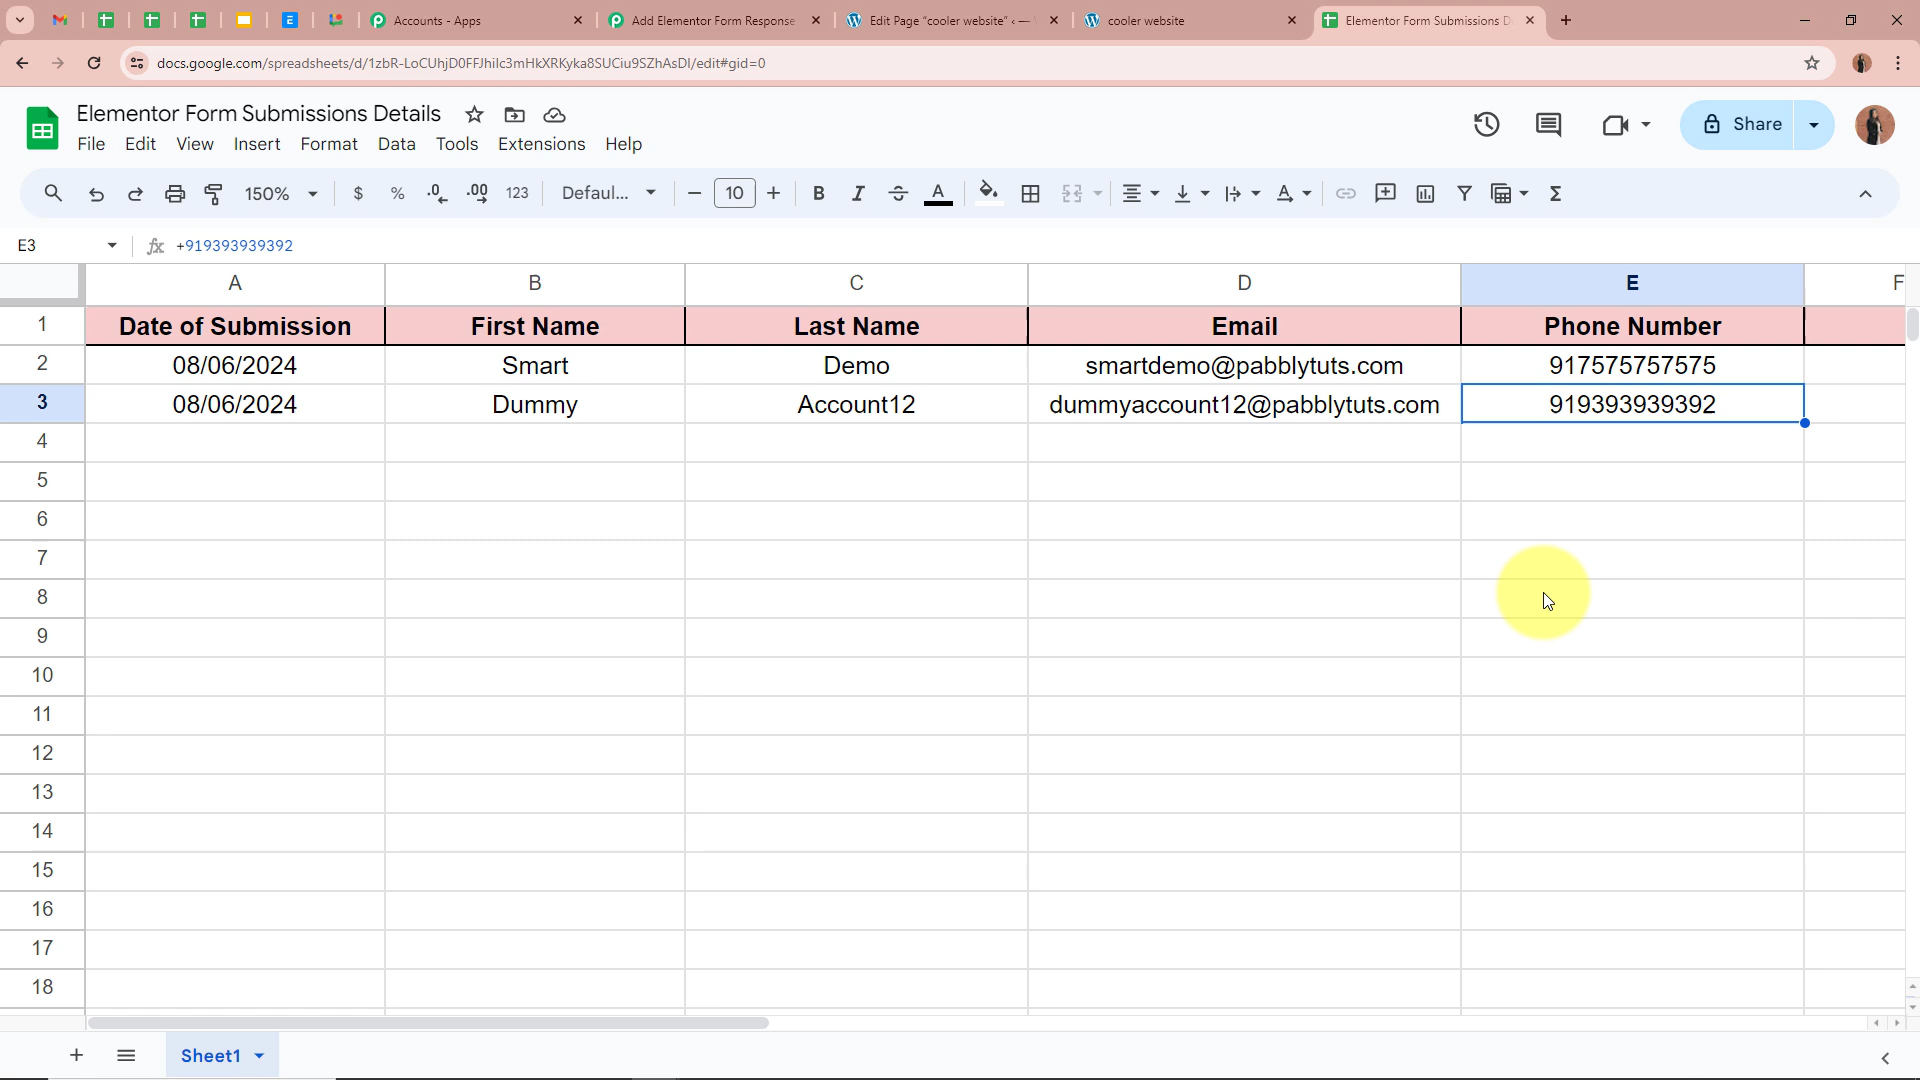 Accounts - Apps
Add Elementor Form Response
Edit Page "cooler website" ‹ —
cooler website
Elementor Form Submissions D
docs.google.com/spreadsheets/d/1zbR-LoCUhjD0FFJhilc3mHkXRKyka8SUCiu9SZhAsDI/edit#gid=0
Elementor Form Submissions Details
File Edit View Insert Format Data Tools Extensions Help
Share
150% $ % .0 .00 123 Defaul... 10 B I A
E3 fx +919393939392
A B C D E F
1 Date of Submission First Name Last Name Email Phone Number
2 08/06/2024 Smart Demo smartdemo@pabblytuts.com 917575757575
3 08/06/2024 Dummy Account12 dummyaccount12@pabblytuts.com 919393939392
4
5
6
7
8
9
10
11
12
13
14
15
16
17
18
Sheet1